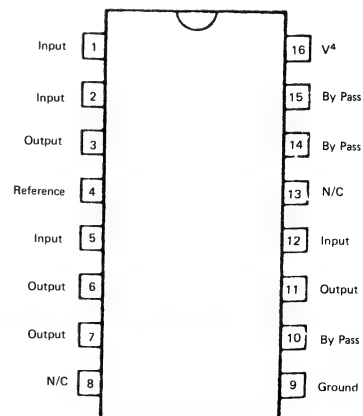 Input 1
Input 2
Output 3
Reference 4
Input 5
Output 6
Output 7
N/C 8
16 V⁴
15 By Pass
14 By Pass
13 N/C
12 Input
11 Output
10 By Pass
9 Ground